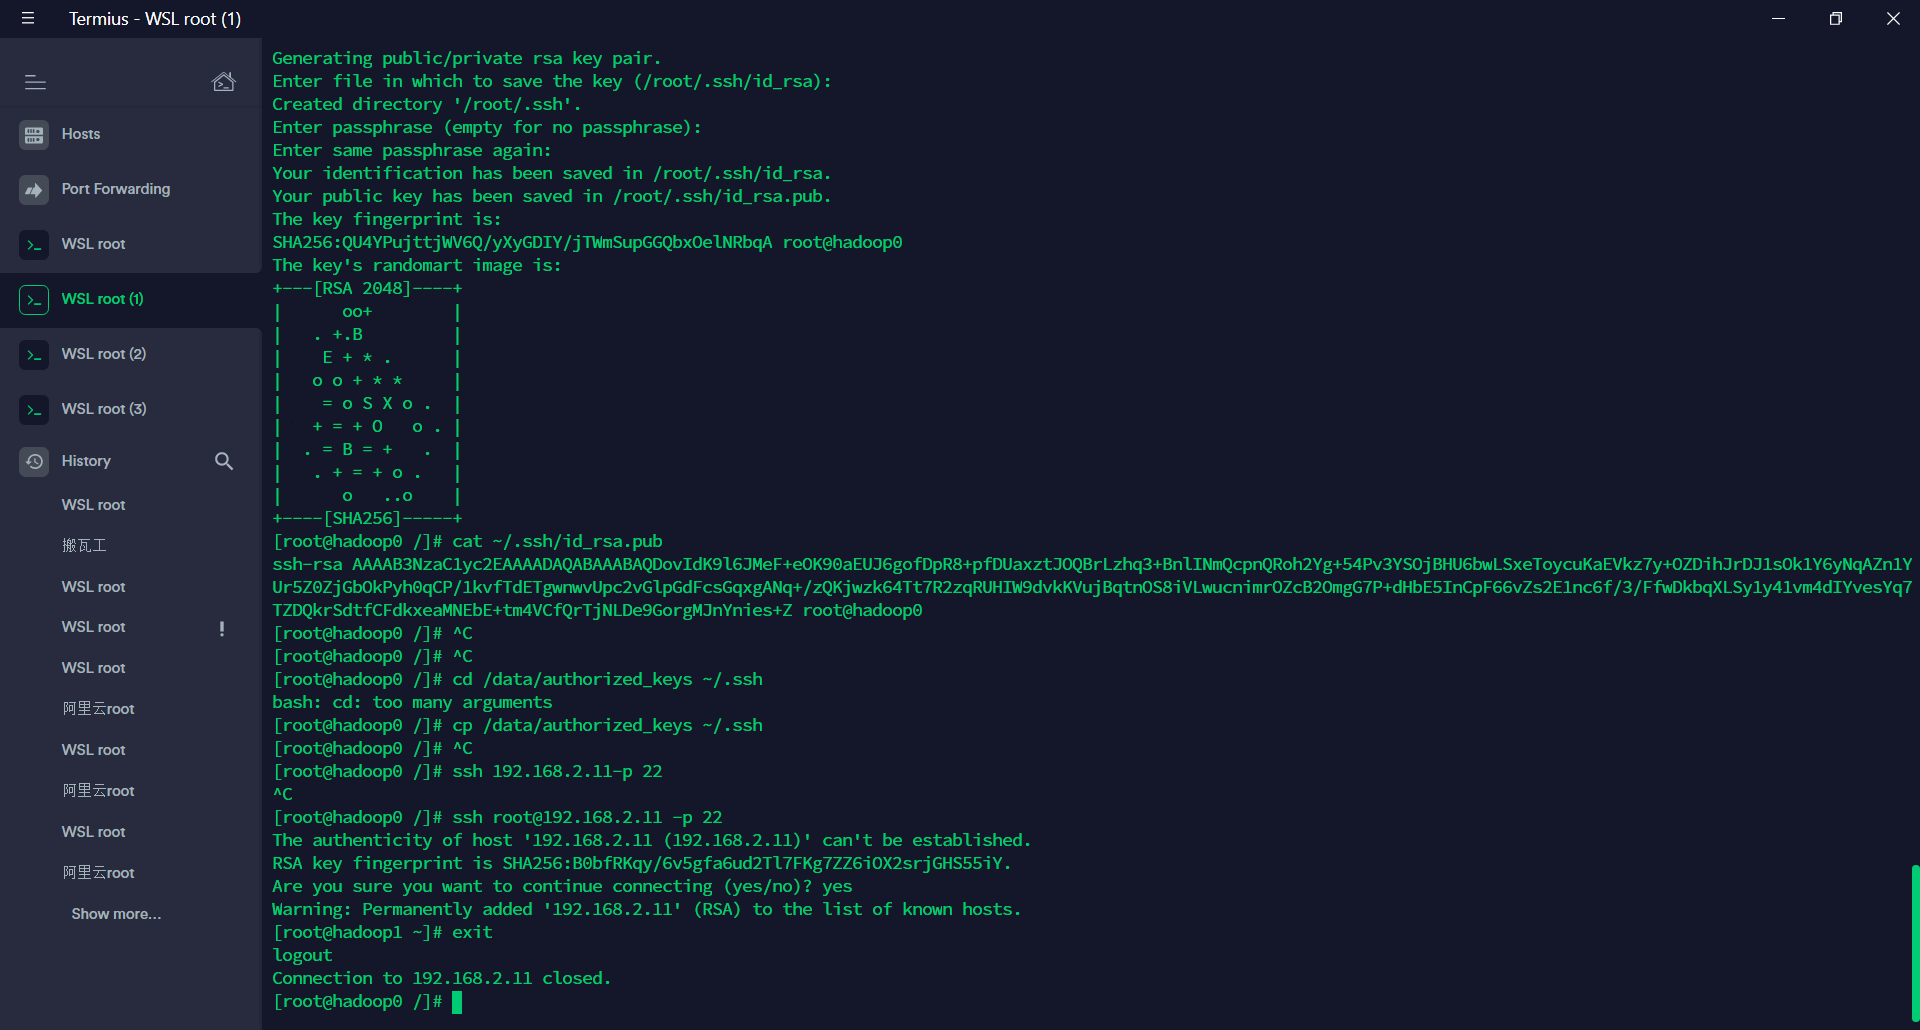 Termius - WSL root (1)
Hosts
Port Forwarding
WSL root
WSL root (1)
WSL root (2)
WSL root (3)
History
WSL root
搬瓦工
WSL root
WSL root
WSL root
阿里云root
WSL root
阿里云root
WSL root
阿里云root
Show more...
Generating public/private rsa key pair.
Enter file in which to save the key (/root/.ssh/id_rsa):
Created directory '/root/.ssh'.
Enter passphrase (empty for no passphrase):
Enter same passphrase again:
Your identification has been saved in /root/.ssh/id_rsa.
Your public key has been saved in /root/.ssh/id_rsa.pub.
The key fingerprint is:
SHA256:QU4YPujttjWV6Q/yXyGDIY/jTWmSupGGQbxOelNRbqA root@hadoop0
The key's randomart image is:
+---[RSA 2048]----+
|      oo+        |
|   . +.B         |
|    E + * .      |
|   o o + * *     |
|    = o S X o .  |
|   + = + O   o . |
|  . = B = +   .  |
|   . + = + o .   |
|      o   ..o    |
+----[SHA256]-----+
[root@hadoop0 /]# cat ~/.ssh/id_rsa.pub
ssh-rsa AAAAB3NzaC1yc2EAAAADAQABAAABAQDovIdK9l6JMeF+eOK90aEUJ6gofDpR8+pfDUaxztJOQBrLzhq3+BnlINmQcpnQRoh2Yg+54Pv3YSOjBHU6bwLSxeToycuKaEVkz7y+OZDihJrDJ1sOk1Y6yNqAZn1Y
Ur5Z0ZjGbOkPyh0qCP/1kvfTdETgwnwvUpc2vGlpGdFcsGqxgANq+/zQKjwzk64Tt7R2zqRUHIW9dvkKVujBqtnOS8iVLwucnimrOZcB2OmgG7P+dHbE5InCpF66vZs2E1nc6f/3/FfwDkbqXLSy1y41vm4dIYvesYq7
TZDQkrSdtfCFdkxeaMNEbE+tm4VCfQrTjNLDe9GorgMJnYnies+Z root@hadoop0
[root@hadoop0 /]# ^C
[root@hadoop0 /]# ^C
[root@hadoop0 /]# cd /data/authorized_keys ~/.ssh
bash: cd: too many arguments
[root@hadoop0 /]# cp /data/authorized_keys ~/.ssh
[root@hadoop0 /]# ^C
[root@hadoop0 /]# ssh 192.168.2.11-p 22
^C
[root@hadoop0 /]# ssh root@192.168.2.11 -p 22
The authenticity of host '192.168.2.11 (192.168.2.11)' can't be established.
RSA key fingerprint is SHA256:B0bfRKqy/6v5gfa6ud2Tl7FKg7ZZ6iOX2srjGHS55iY.
Are you sure you want to continue connecting (yes/no)? yes
Warning: Permanently added '192.168.2.11' (RSA) to the list of known hosts.
[root@hadoop1 ~]# exit
logout
Connection to 192.168.2.11 closed.
[root@hadoop0 /]#